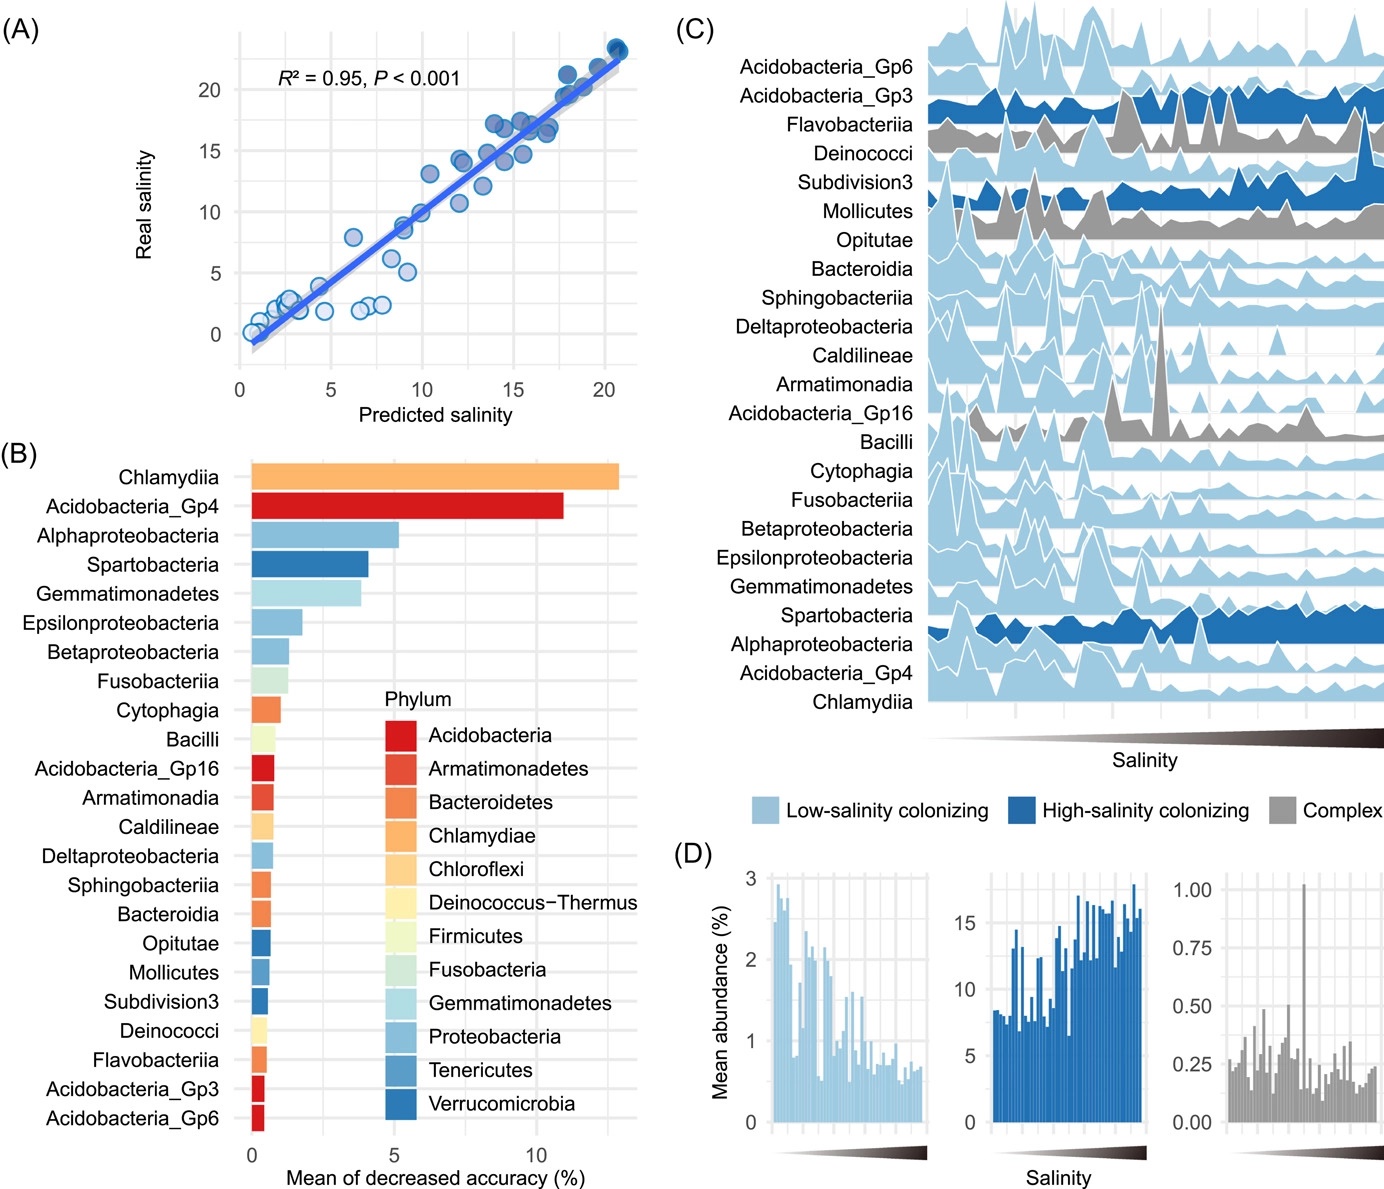 (A)
R² = 0.95, P < 0.001
Real salinity
20
15
10
5
0
0 5 10 15 20
Predicted salinity
(B)
Chlamydiia
Acidobacteria_Gp4
Alphaproteobacteria
Spartobacteria
Gemmatimonadetes
Epsilonproteobacteria
Betaproteobacteria
Fusobacteriia
Cytophagia
Bacilli
Acidobacteria_Gp16
Armatimonadia
Caldilineae
Deltaproteobacteria
Sphingobacteriia
Bacteroidia
Opitutae
Mollicutes
Subdivision3
Deinococci
Flavobacteriia
Acidobacteria_Gp3
Acidobacteria_Gp6
0 5 10
Mean of decreased accuracy (%)
Phylum
Acidobacteria
Armatimonadetes
Bacteroidetes
Chlamydiae
Chloroflexi
Deinococcus−Thermus
Firmicutes
Fusobacteria
Gemmatimonadetes
Proteobacteria
Tenericutes
Verrucomicrobia
(C)
Acidobacteria_Gp6
Acidobacteria_Gp3
Flavobacteriia
Deinococci
Subdivision3
Mollicutes
Opitutae
Bacteroidia
Sphingobacteriia
Deltaproteobacteria
Caldilineae
Armatimonadia
Acidobacteria_Gp16
Bacilli
Cytophagia
Fusobacteriia
Betaproteobacteria
Epsilonproteobacteria
Gemmatimonadetes
Spartobacteria
Alphaproteobacteria
Acidobacteria_Gp4
Chlamydiia
Salinity
Low-salinity colonizing High-salinity colonizing Complex
(D)
Mean abundance (%)
3
2
1
0
15
10
5
0
1.00
0.75
0.50
0.25
0.00
Salinity